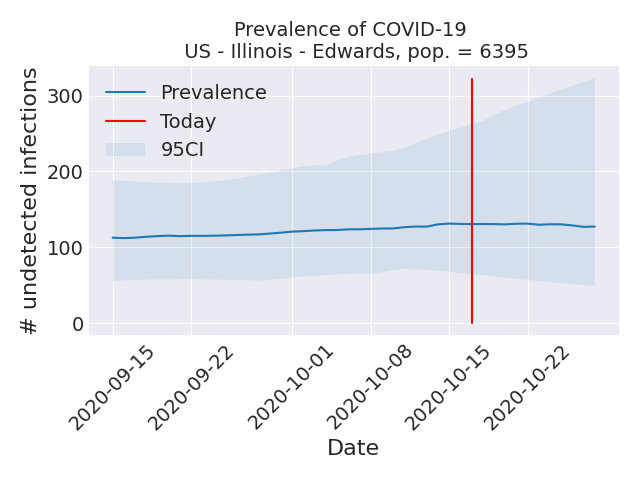 Prevalence of COVID-19
US - Illinois - Edwards, pop. = 6395
# undetected infections
300
200
100
0
Prevalence
Today
95CI
2020-09-15
2020-09-22
2020-10-01
2020-10-08
2020-10-15
2020-10-22
Date